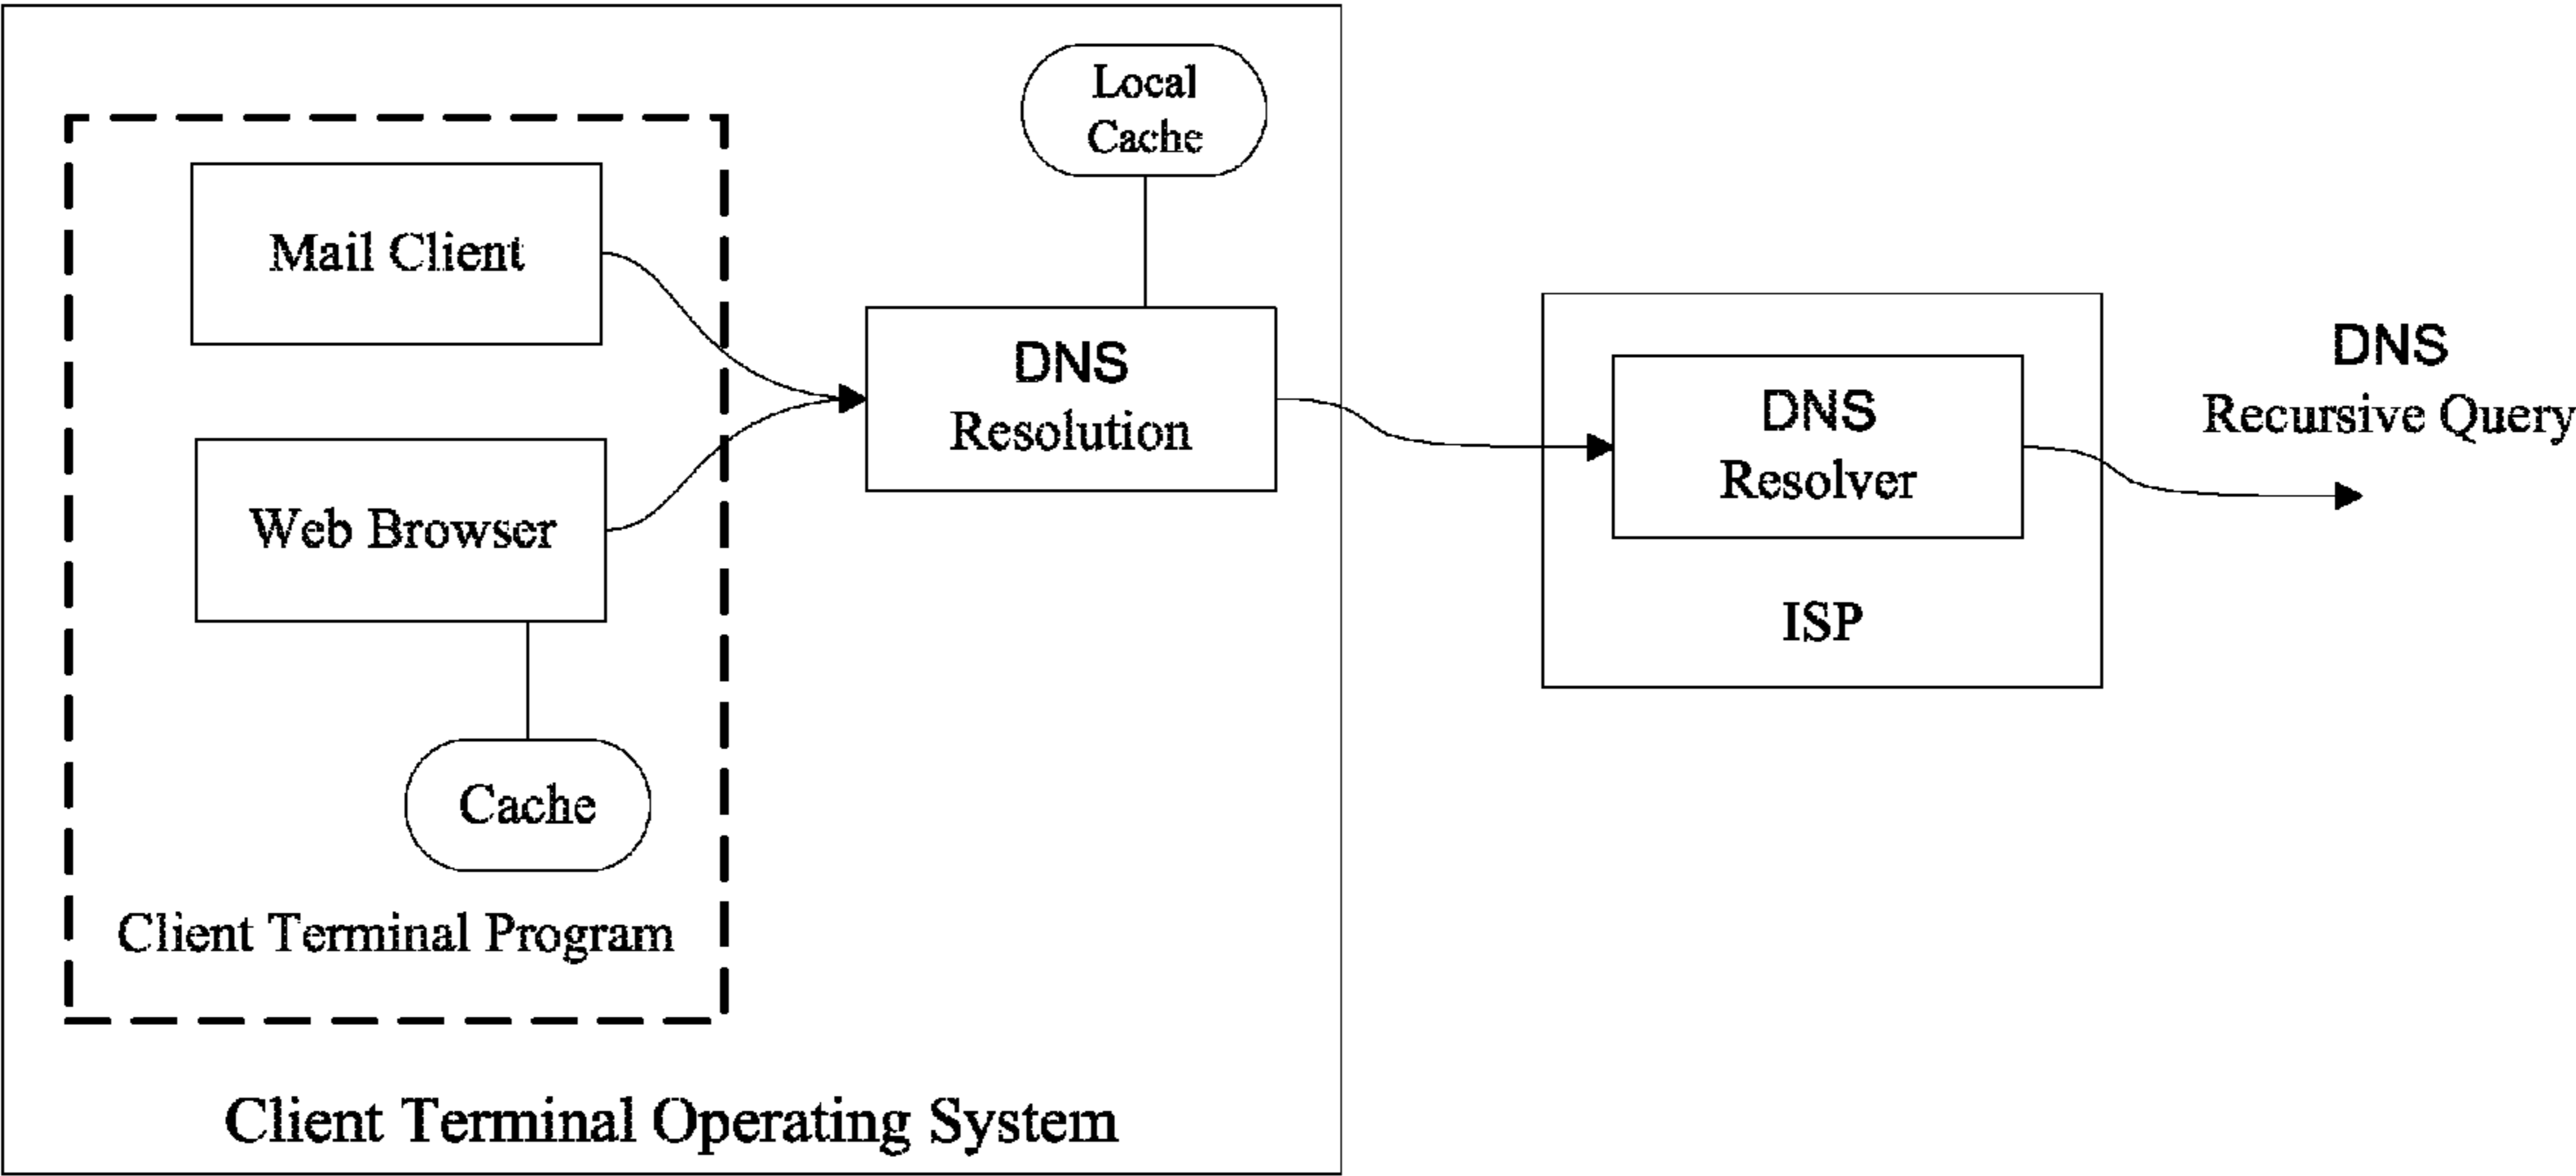 Local
Cache
Mail Client
DNS
Resolution
Web Browser
Cache
Client Terminal Program
Client Terminal Operating System
DNS
Resolver
ISP
DNS
Recursive Query